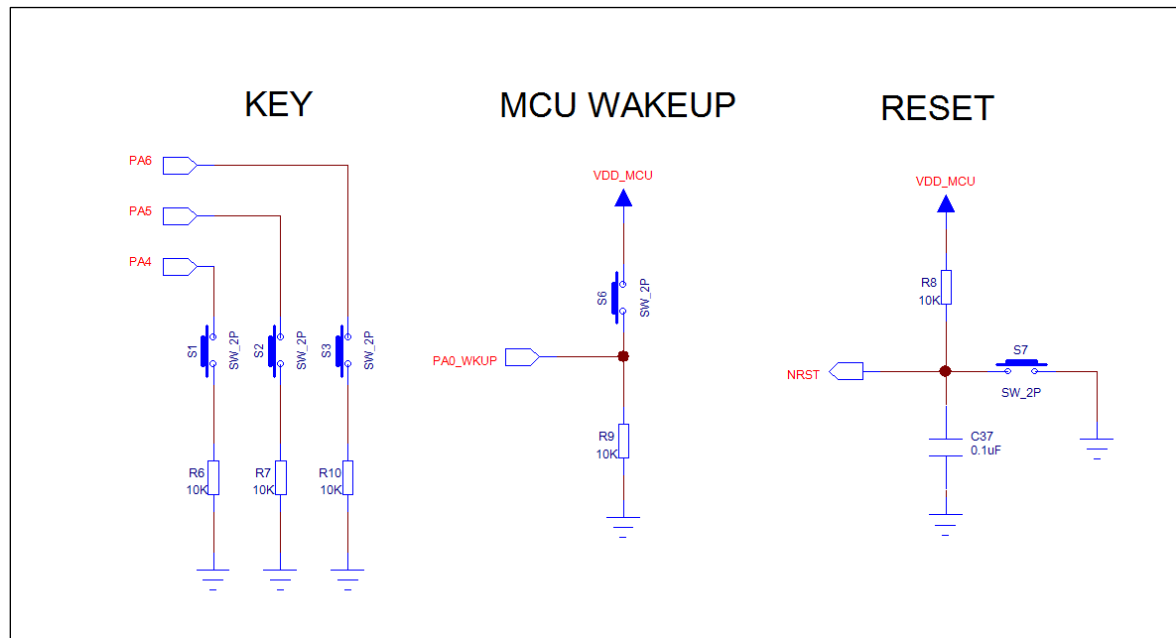 KEY
PA6
PA5
PA4
S1
SW_2P
S2
SW_2P
S3
SW_2P
R6
10K
R7
10K
R10
10K
MCU WAKEUP
VDD_MCU
S6
SW_2P
PA0_WKUP
R9
10K
RESET
VDD_MCU
R8
10K
S7
SW_2P
NRST
C37
0.1uF